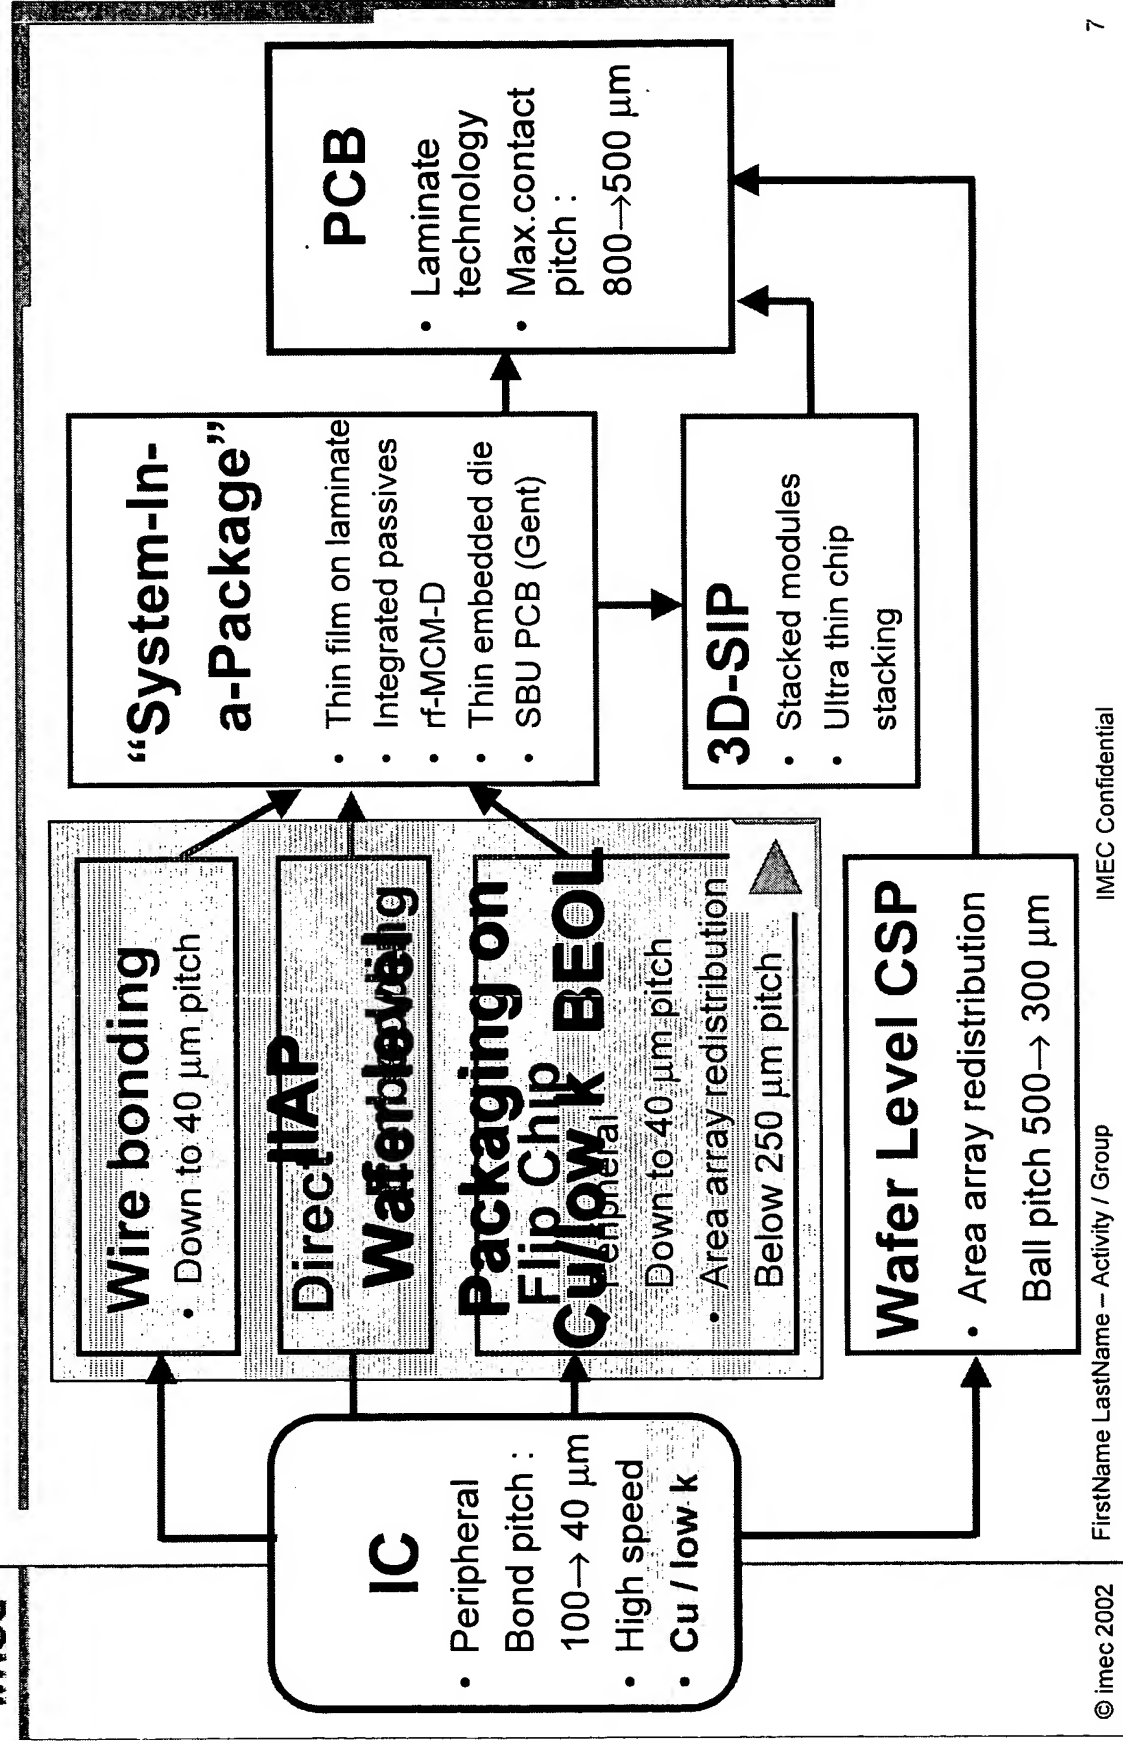 IC
• Peripheral
Bond pitch :
100→ 40 μm
• High speed
• Cu / low k
Wire bonding
• Down to 40 μm pitch
IIAP
Direct
Packaging on
Flip Chip
Cu/low k BEOL
Peripheral
Down to 40 μm pitch
• Area array redistribution
Below 250 μm pitch
Wafer Level CSP
• Area array redistribution
Ball pitch 500→ 300 μm
“System-In-
a-Package”
• Thin film on laminate
• Integrated passives
• rf-MCM-D
• Thin embedded die
• SBU PCB (Gent)
3D-SIP
• Stacked modules
• Ultra thin chip
stacking
PCB
• Laminate
technology
• Max.contact
pitch :
800→500 μm
© imec 2002
FirstName LastName – Activity / Group
IMEC Confidential
7